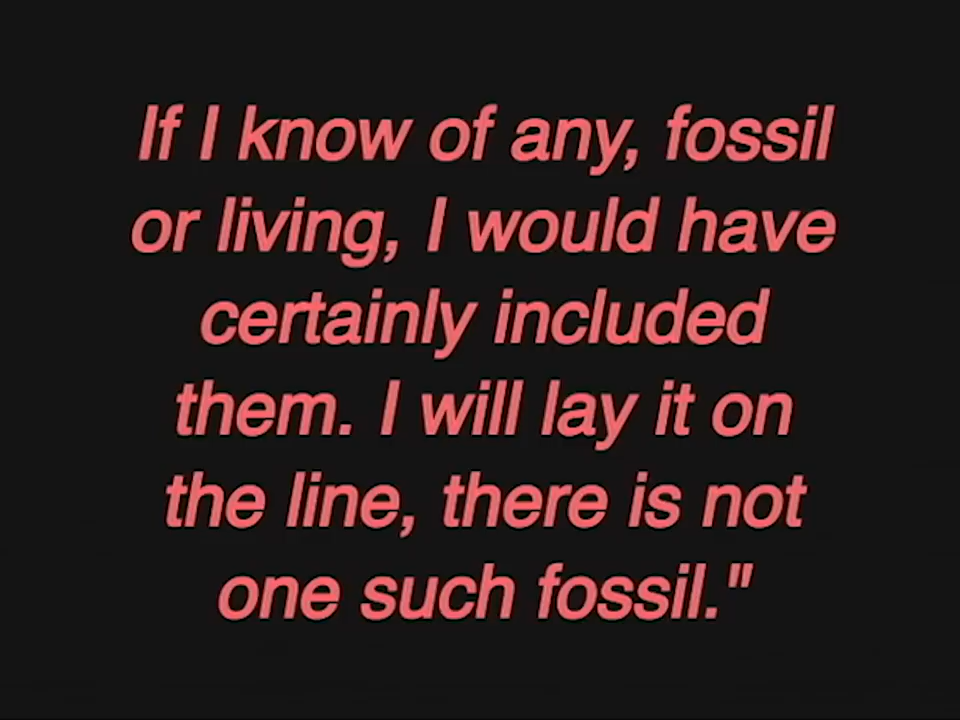 If I know of any, fossil
or living, I would have
certainly included
them. I will lay it on
the line, there is not
one such fossil."